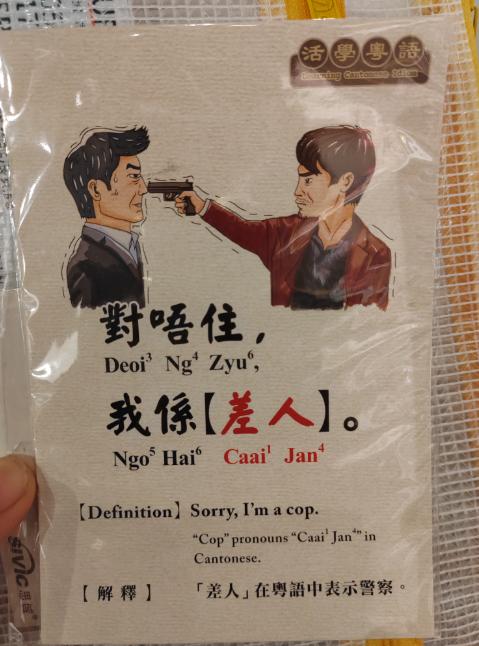 活學粵語
Learning Cantonese Idiom
對唔住,
Deoi³ Ng⁴ Zyu⁶,
我係【差人】。
Ngo⁵ Hai⁶ Caai¹ Jan⁴
【Definition】 Sorry, I'm a cop.
"Cop" pronouns "Caai¹ Jan⁴" in
Cantonese.
【解釋】 「差人」在粵語中表示警察。